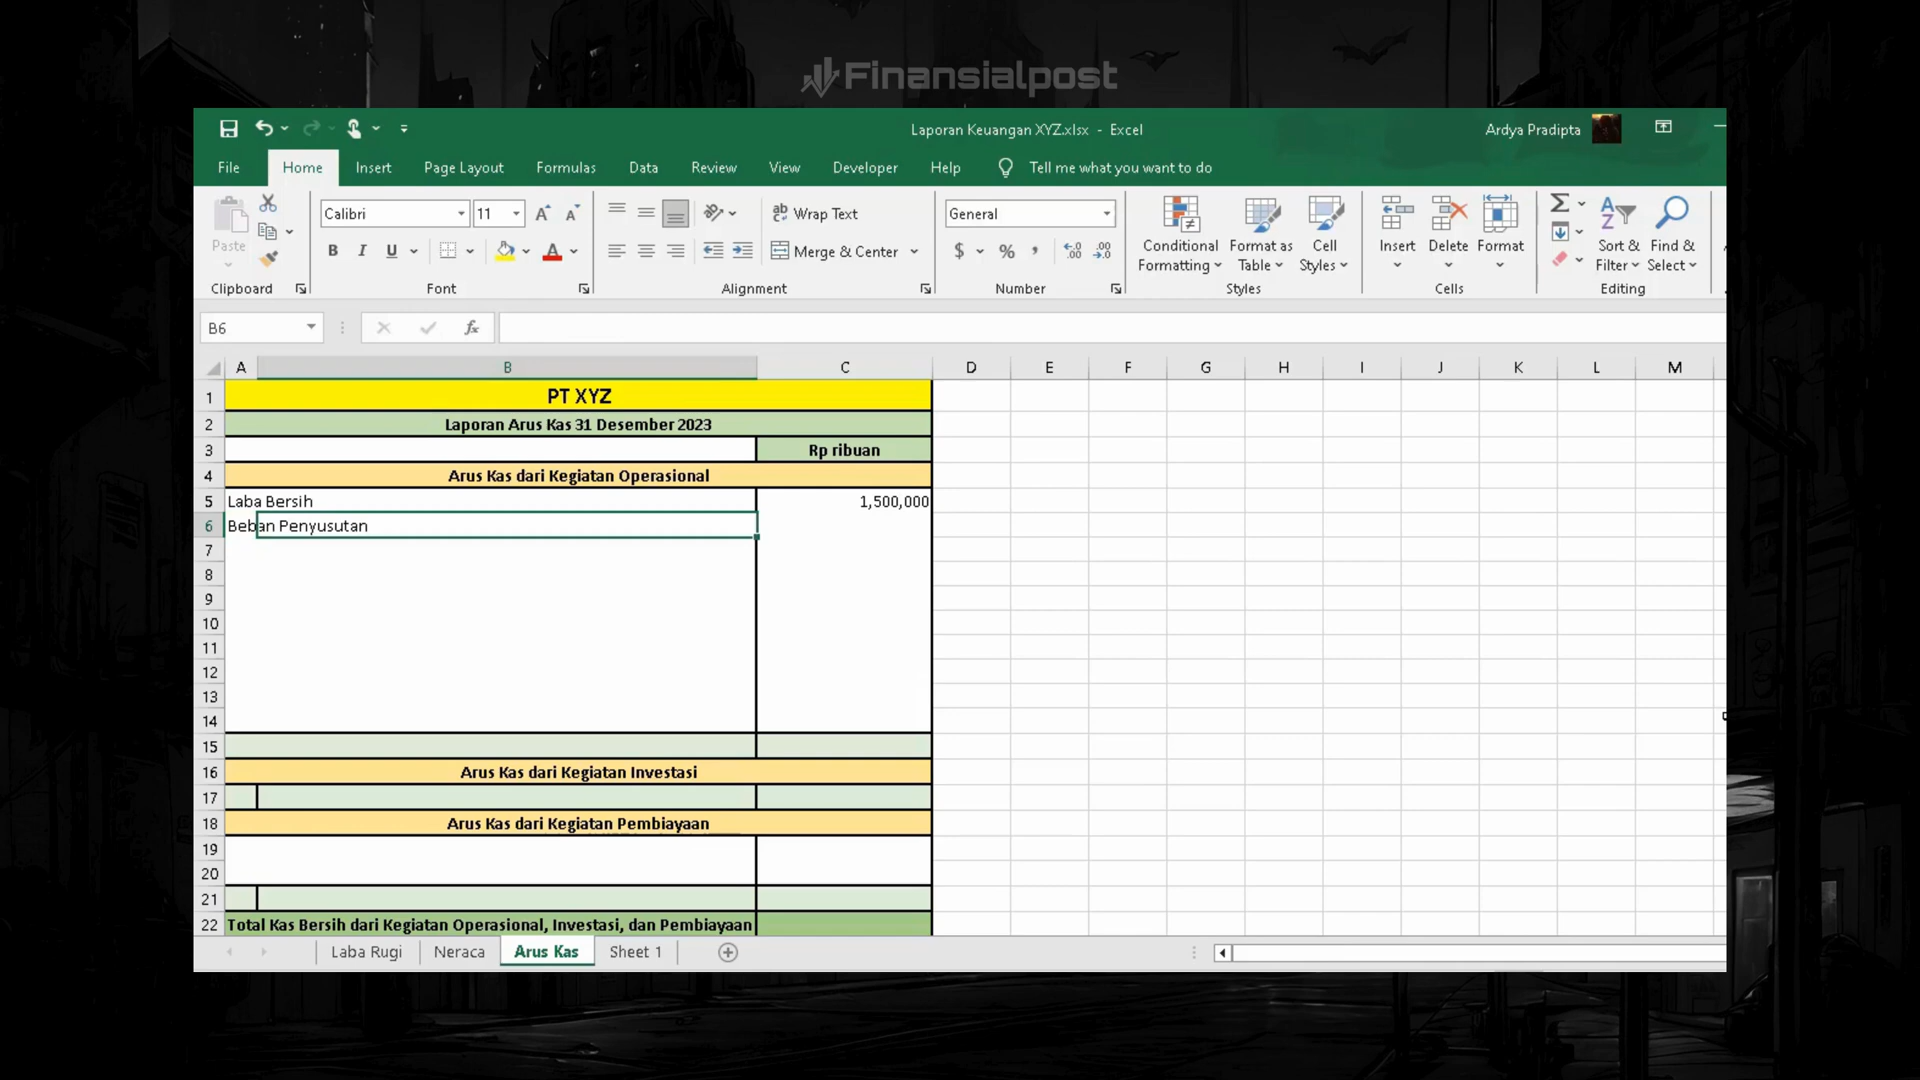 Finansialpost
Laporan Keuangan XYZ.xlsx - Excel
Ardya Pradipta
File Home Insert Page Layout Formulas Data Review View Developer Help Tell me what you want to do
Paste
Clipboard
Calibri 11
B I U
Font
Wrap Text
Merge & Center
Alignment
General
$ % ,
Number
Conditional Formatting
Format as Table
Cell Styles
Styles
Insert Delete Format
Cells
Sort & Filter
Find & Select
Editing
B6 fx
A B C D E F G H I J K L M
1 PT XYZ
2 Laporan Arus Kas 31 Desember 2023
3 Rp ribuan
4 Arus Kas dari Kegiatan Operasional
5 Laba Bersih 1,500,000
6 Beban Penyusutan
7
8
9
10
11
12
13
14
15
16 Arus Kas dari Kegiatan Investasi
17
18 Arus Kas dari Kegiatan Pembiayaan
19
20
21
22 Total Kas Bersih dari Kegiatan Operasional, Investasi, dan Pembiayaan
Laba Rugi Neraca Arus Kas Sheet 1